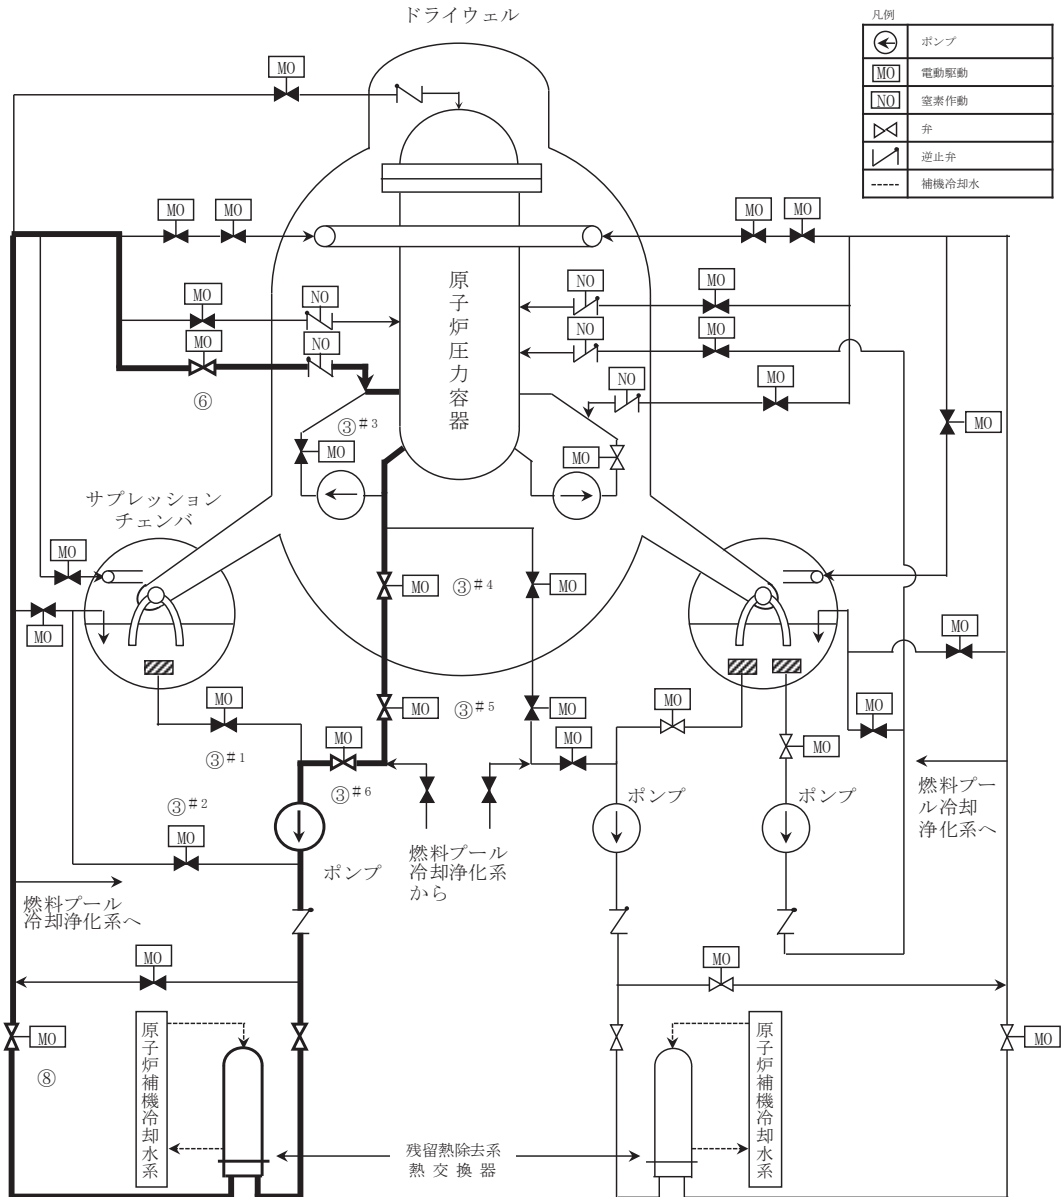 ドライウェル
凡例
ポンプ
MO 電動駆動
NO 窒素作動
弁
逆止弁
補機冷却水
MO
MO
MO
MO
MO
原子炉圧力容器
MO
NO
NO
MO
MO
NO
NO
MO
⑥
NO
MO
③#3
MO
MO
MO
サプレッション
チェンバ
MO
MO
③#4
MO
MO
MO
MO
MO
MO
③#5
MO
MO
MO
MO
MO
③#1
MO
③#6
燃料プー
ル冷却
浄化系へ
③#2
ポンプ
ポンプ
MO
ポンプ
燃料プール
冷却浄化系
から
燃料プール
冷却浄化系へ
MO
MO
MO
MO
⑧
原子炉補機冷却水系
原子炉補機冷却水系
残留熱除去系
熱交換器